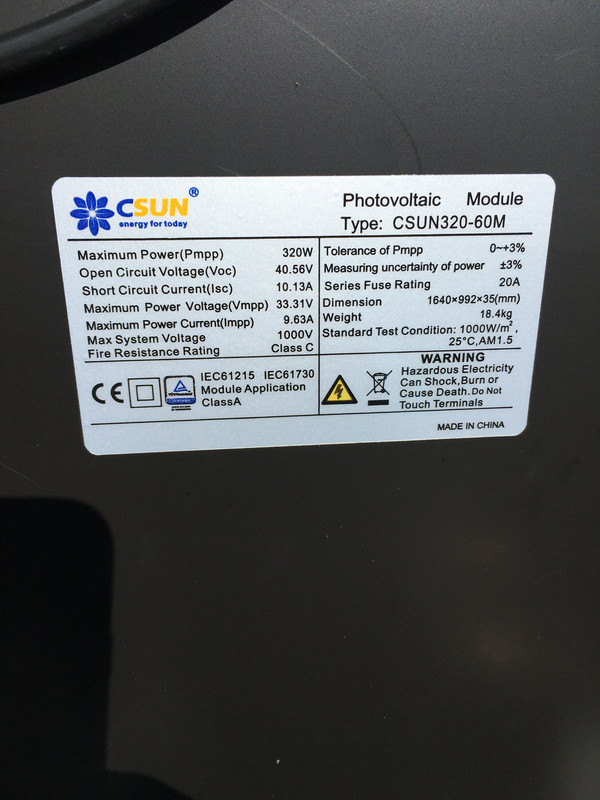 CSUN®
energy for today
Photovoltaic Module
Type: CSUN320-60M
Maximum Power(Pmpp) 320W
Open Circuit Voltage(Voc) 40.56V
Short Circuit Current(Isc) 10.13A
Maximum Power Voltage(Vmpp) 33.31V
Maximum Power Current(Impp) 9.63A
Max System Voltage 1000V
Fire Resistance Rating Class C
Tolerance of Pmpp 0~+3%
Measuring uncertainty of power ±3%
Series Fuse Rating 20A
Dimension 1640×992×35(mm)
Weight 18.4kg
Standard Test Condition: 1000W/m²,
25°C,AM1.5
CE
IEC61215 IEC61730
Module Application
ClassA
WARNING
Hazardous Electricity
Can Shock,Burn or
Cause Death.Do Not
Touch Terminals
MADE IN CHINA